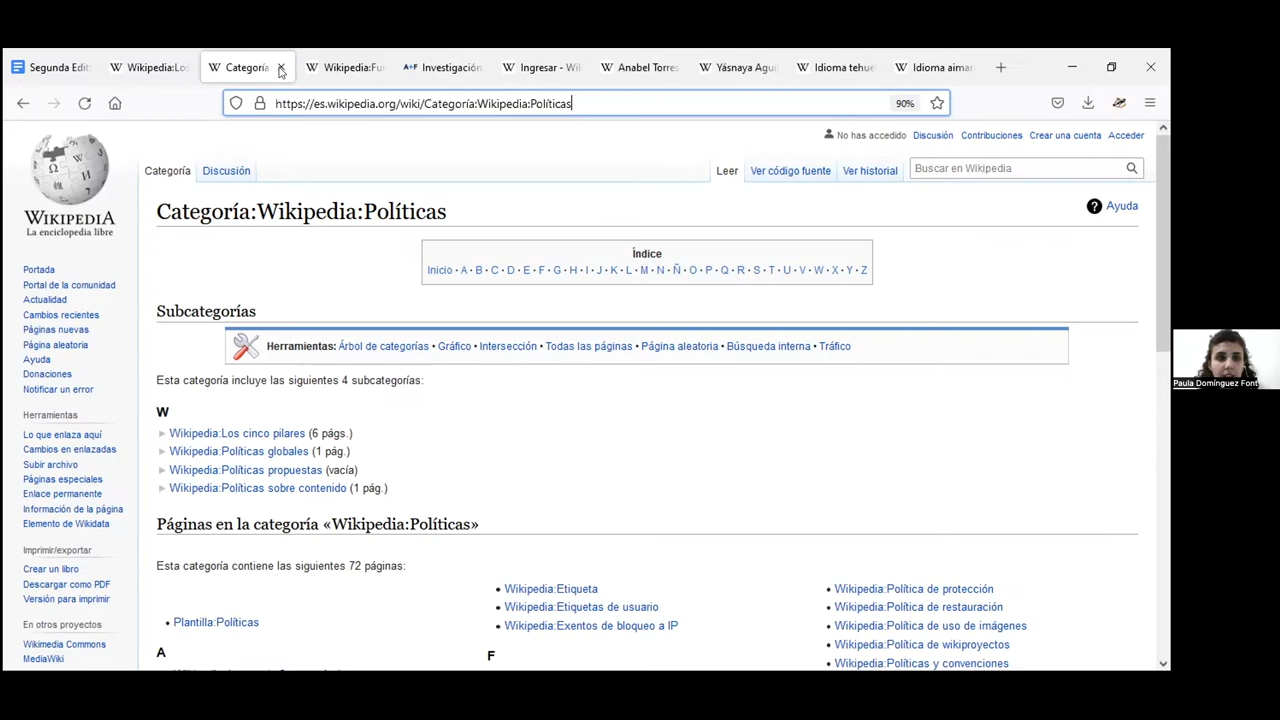 Segunda Edi
Wikipedia:Lo
Categoría
Wikipedia:Fu
A+F Investigación
Ingresar - Wi
Anabel Torres
Yásnaya Agui
Idioma tehue
Idioma aimar
https://es.wikipedia.org/wiki/Categoría:Wikipedia:Políticas
90%
No has accedido Discusión Contribuciones Crear una cuenta Acceder
Categoría Discusión Leer Ver código fuente Ver historial Buscar en Wikipedia
WIKIPEDIA
La enciclopedia libre
Portada
Portal de la comunidad
Actualidad
Cambios recientes
Páginas nuevas
Página aleatoria
Ayuda
Donaciones
Notificar un error
Herramientas
Lo que enlaza aquí
Cambios en enlazadas
Subir archivo
Páginas especiales
Enlace permanente
Información de la página
Elemento de Wikidata
Imprimir/exportar
Crear un libro
Descargar como PDF
Versión para imprimir
En otros proyectos
Wikimedia Commons
MediaWiki
Categoría:Wikipedia:Políticas
Ayuda
Índice
Inicio · A · B · C · D · E · F · G · H · I · J · K · L · M · N · Ñ · O · P · Q · R · S · T · U · V · W · X · Y · Z
Subcategorías
Herramientas: Árbol de categorías • Gráfico • Intersección • Todas las páginas • Página aleatoria • Búsqueda interna • Tráfico
Esta categoría incluye las siguientes 4 subcategorías:
W
► Wikipedia:Los cinco pilares (6 págs.)
► Wikipedia:Políticas globales (1 pág.)
► Wikipedia:Políticas propuestas (vacía)
► Wikipedia:Políticas sobre contenido (1 pág.)
Páginas en la categoría «Wikipedia:Políticas»
Esta categoría contiene las siguientes 72 páginas:
• Plantilla:Políticas
A
• Wikipedia:Etiqueta
• Wikipedia:Etiquetas de usuario
• Wikipedia:Exentos de bloqueo a IP
F
• Wikipedia:Política de protección
• Wikipedia:Política de restauración
• Wikipedia:Política de uso de imágenes
• Wikipedia:Política de wikiproyectos
• Wikipedia:Políticas y convenciones
Paula Domínguez Font